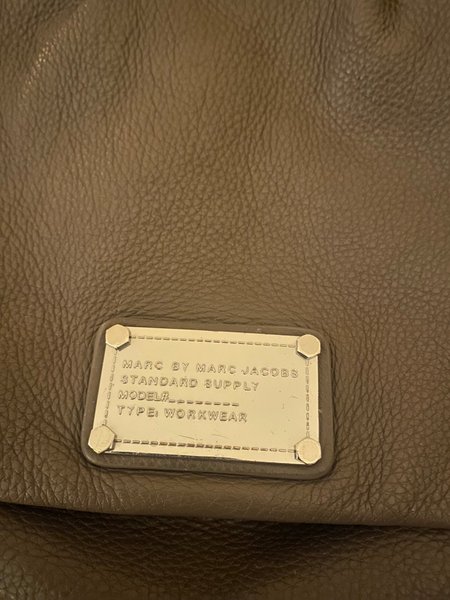 MARC BY MARC JACOBS
STANDARD SUPPLY
MODEL#_ _ _ _ _ _ _ _
TYPE: WORKWEAR